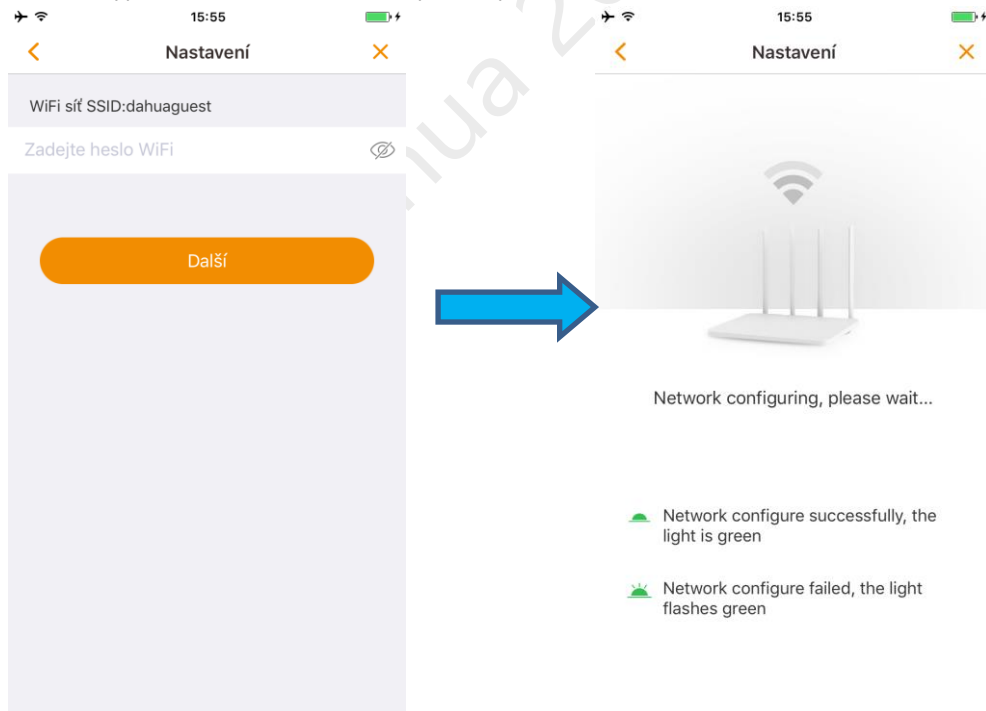 15:55
Nastavení
WiFi síť SSID:dahuaguest
Zadejte heslo WiFi
Další
15:55
Nastavení
Network configuring, please wait...
Network configure successfully, the
light is green
Network configure failed, the light
flashes green